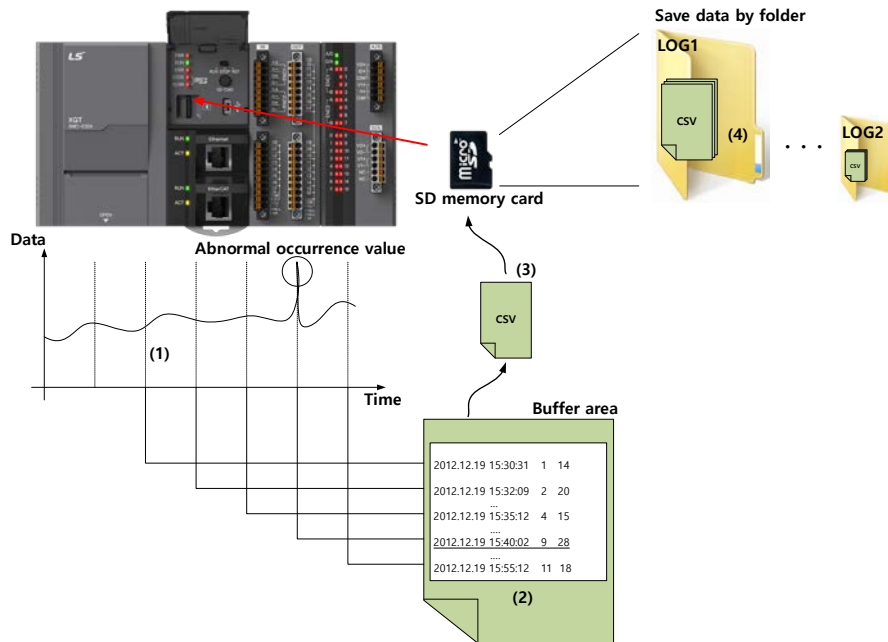 Save data by folder
LOG1
CSV
(4)
LOG2
CSV
. . .
LS
XGT
OPEN
RUN
ACT
Ethernet
RUN
ACT
EtherCAT
micro
SD
SD memory card
Data
Abnormal occurrence value
(1)
Time
(3)
CSV
Buffer area
2012.12.19 15:30:31 1 14
2012.12.19 15:32:09 2 20
...
2012.12.19 15:35:12 4 15
....
2012.12.19 15:40:02 9 28
....
2012.12.19 15:55:12 11 18
(2)